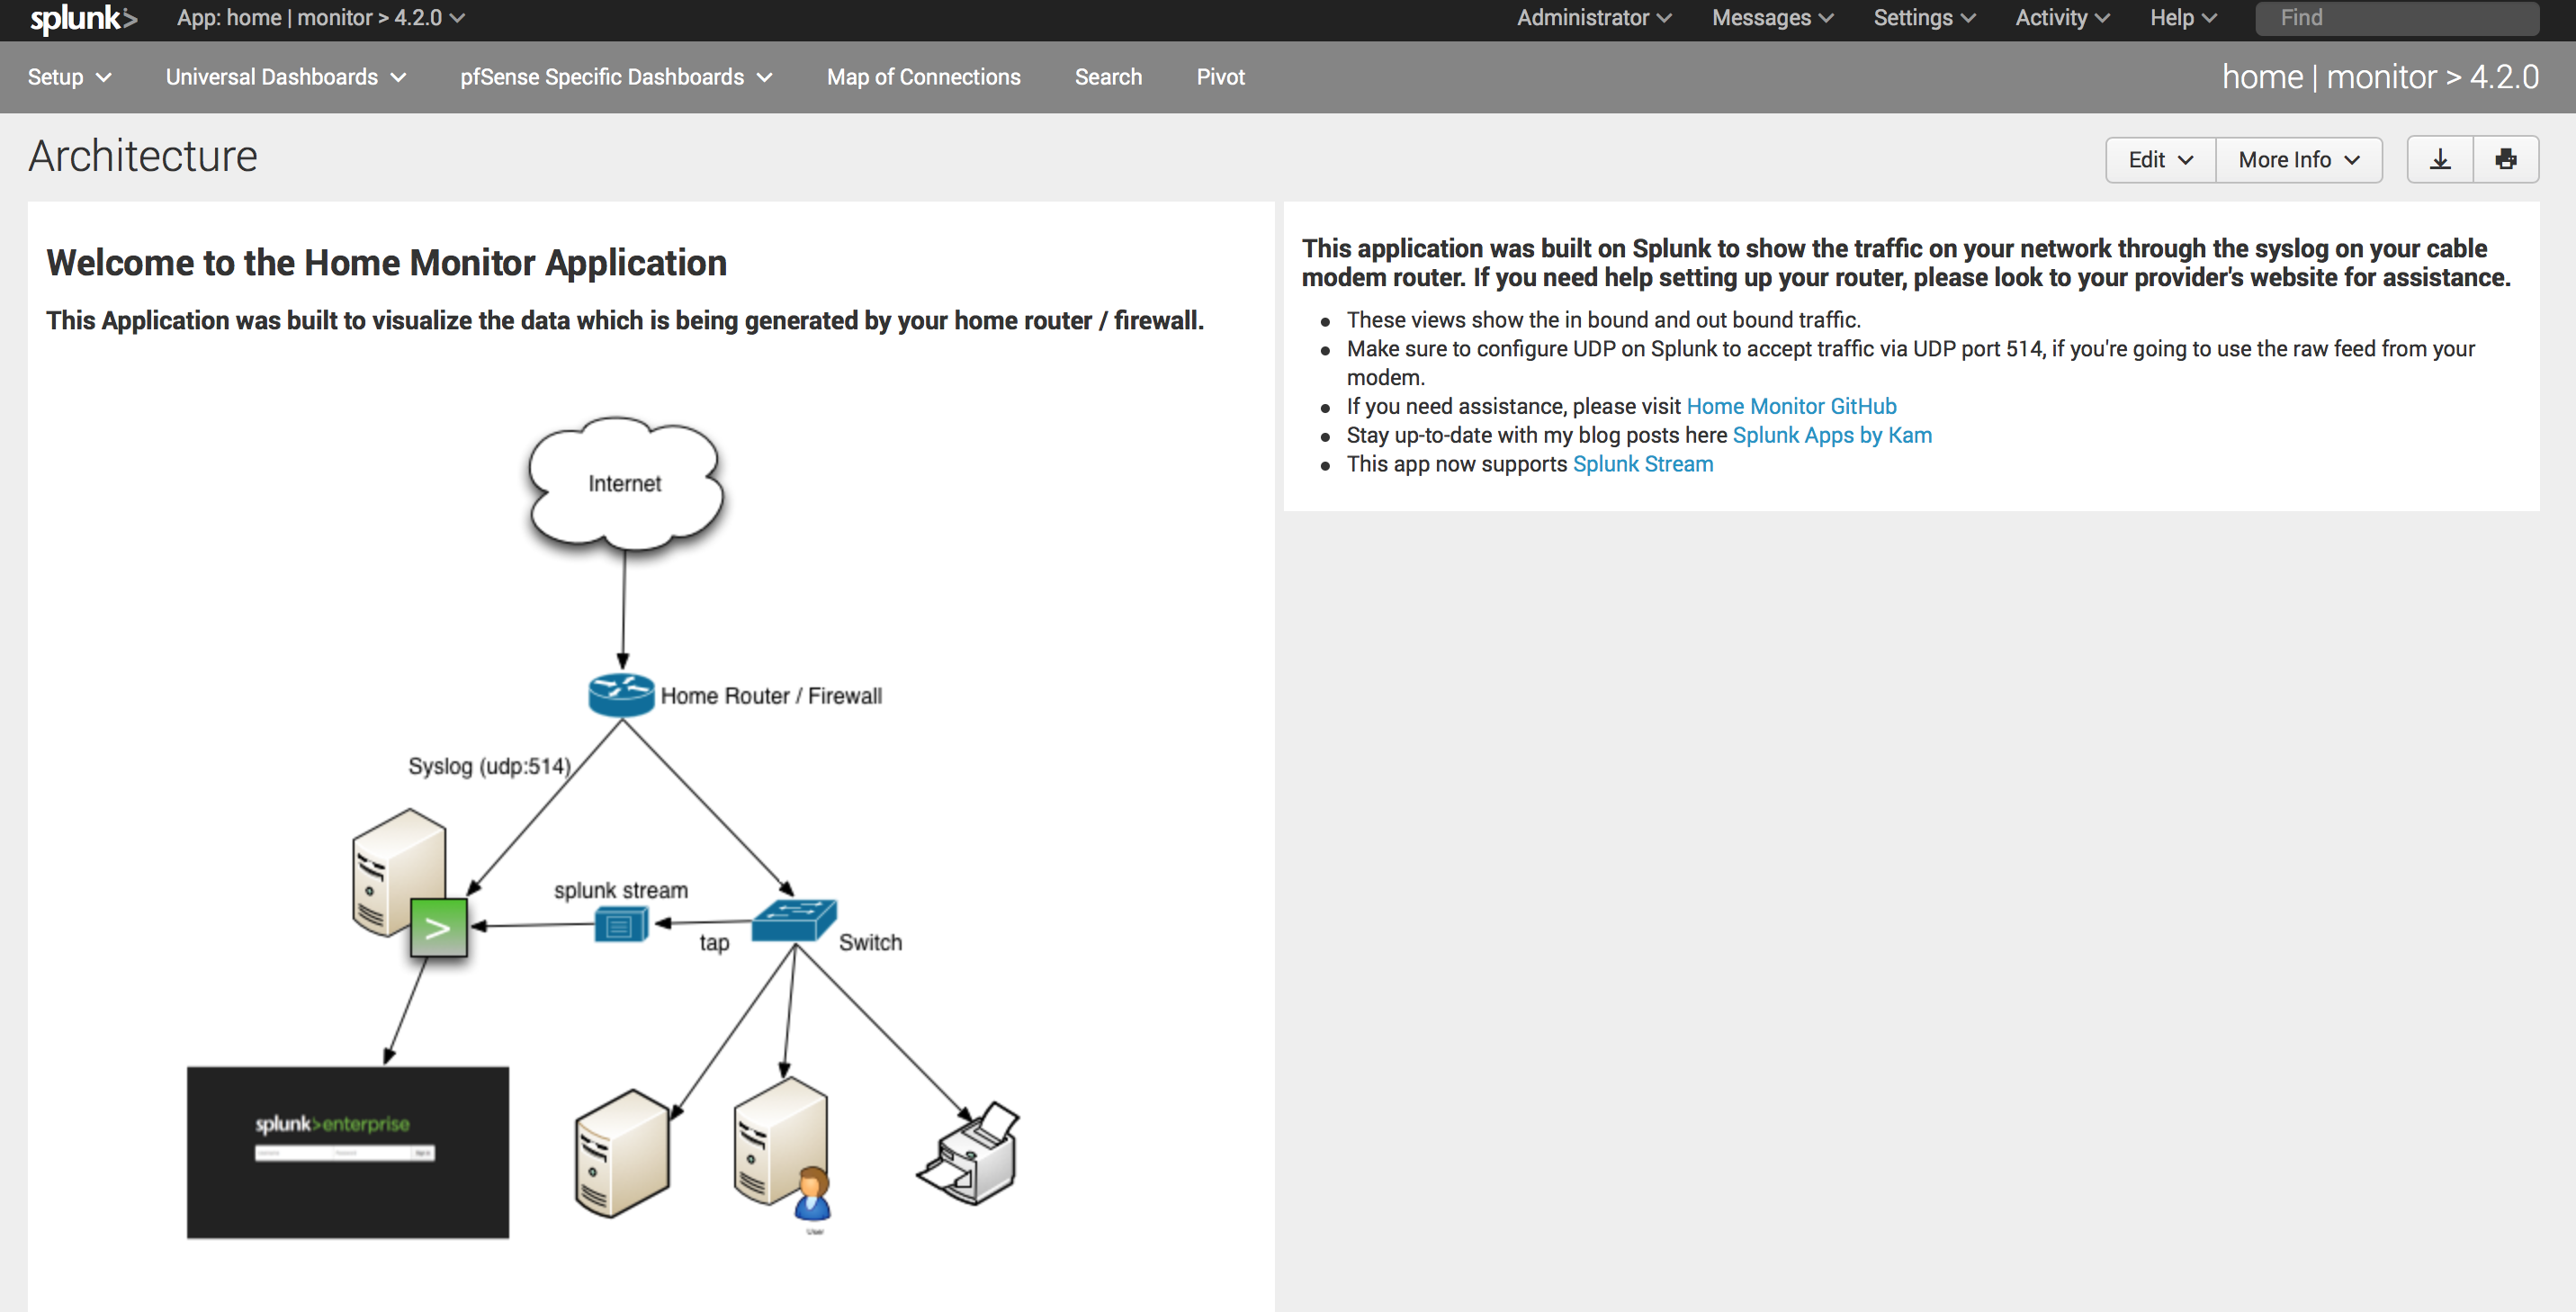 splunk> App: home | monitor > 4.2.0 Administrator Messages Settings Activity Help Find
Setup Universal Dashboards pfSense Specific Dashboards Map of Connections Search Pivot home | monitor > 4.2.0
Architecture
Edit More Info
Welcome to the Home Monitor Application
This Application was built to visualize the data which is being generated by your home router / firewall.
Internet
Home Router / Firewall
Syslog (udp:514)
splunk stream
>
tap
Switch
splunk>enterprise
User
This application was built on Splunk to show the traffic on your network through the syslog on your cable
modem router. If you need help setting up your router, please look to your provider's website for assistance.
These views show the in bound and out bound traffic.
Make sure to configure UDP on Splunk to accept traffic via UDP port 514, if you're going to use the raw feed from your
modem.
If you need assistance, please visit Home Monitor GitHub
Stay up-to-date with my blog posts here Splunk Apps by Kam
This app now supports Splunk Stream